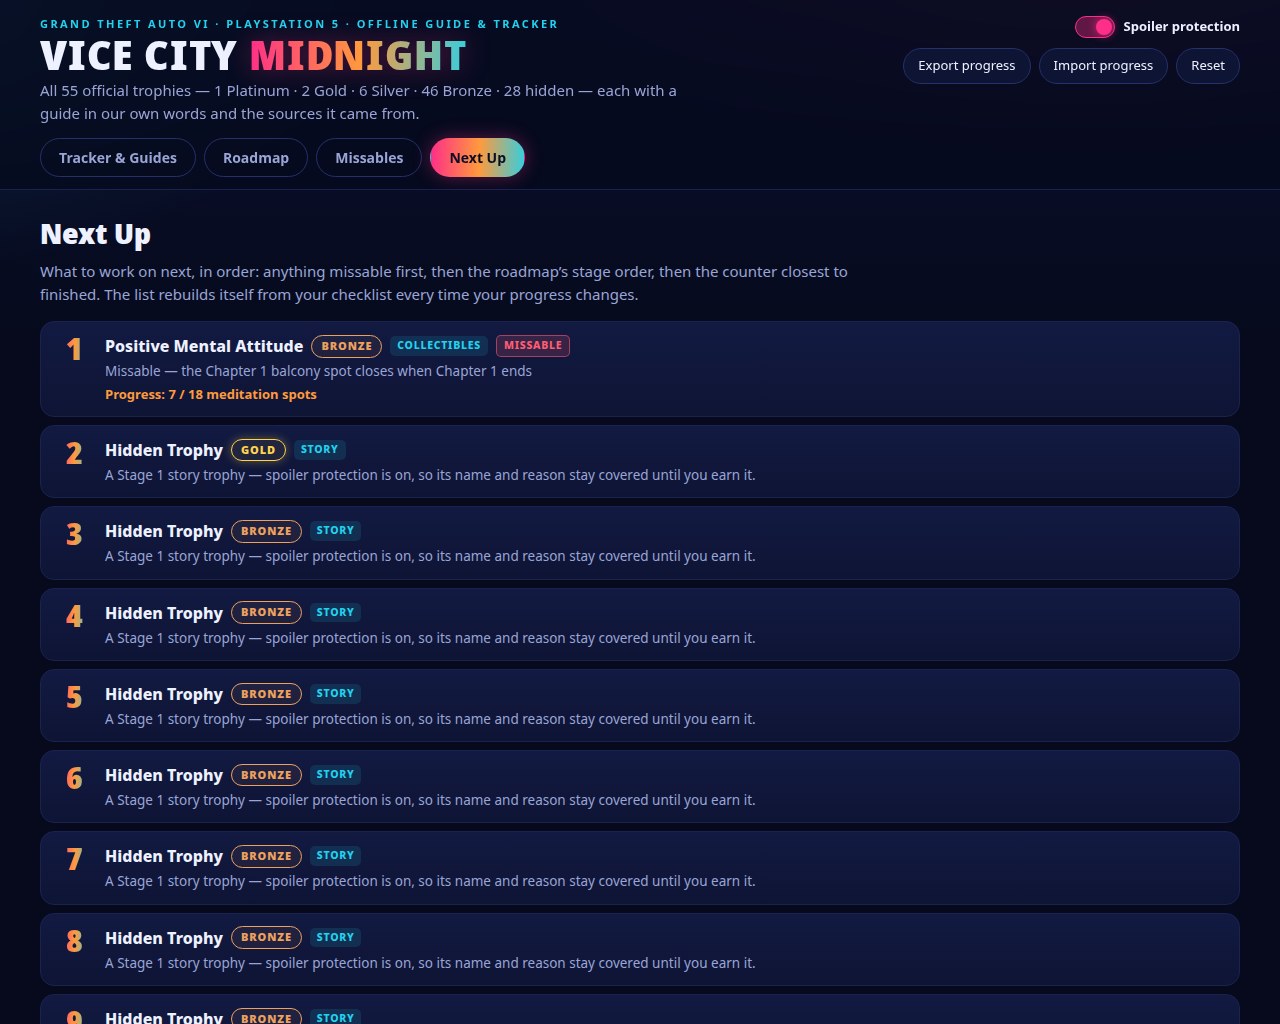 GRAND THEFT AUTO VI · PLAYSTATION 5 · OFFLINE GUIDE & TRACKER
VICE CITY MIDNIGHT
All 55 official trophies — 1 Platinum · 2 Gold · 6 Silver · 46 Bronze · 28 hidden — each with a
guide in our own words and the sources it came from.
Spoiler protection
Export progress
Import progress
Reset
Tracker & Guides
Roadmap
Missables
Next Up
Next Up
What to work on next, in order: anything missable first, then the roadmap’s stage order, then the counter closest to
finished. The list rebuilds itself from your checklist every time your progress changes.
1 Positive Mental Attitude BRONZE COLLECTIBLES MISSABLE
Missable — the Chapter 1 balcony spot closes when Chapter 1 ends
Progress: 7 / 18 meditation spots
2 Hidden Trophy GOLD STORY
A Stage 1 story trophy — spoiler protection is on, so its name and reason stay covered until you earn it.
3 Hidden Trophy BRONZE STORY
A Stage 1 story trophy — spoiler protection is on, so its name and reason stay covered until you earn it.
4 Hidden Trophy BRONZE STORY
A Stage 1 story trophy — spoiler protection is on, so its name and reason stay covered until you earn it.
5 Hidden Trophy BRONZE STORY
A Stage 1 story trophy — spoiler protection is on, so its name and reason stay covered until you earn it.
6 Hidden Trophy BRONZE STORY
A Stage 1 story trophy — spoiler protection is on, so its name and reason stay covered until you earn it.
7 Hidden Trophy BRONZE STORY
A Stage 1 story trophy — spoiler protection is on, so its name and reason stay covered until you earn it.
8 Hidden Trophy BRONZE STORY
A Stage 1 story trophy — spoiler protection is on, so its name and reason stay covered until you earn it.
9 Hidden Trophy BRONZE STORY